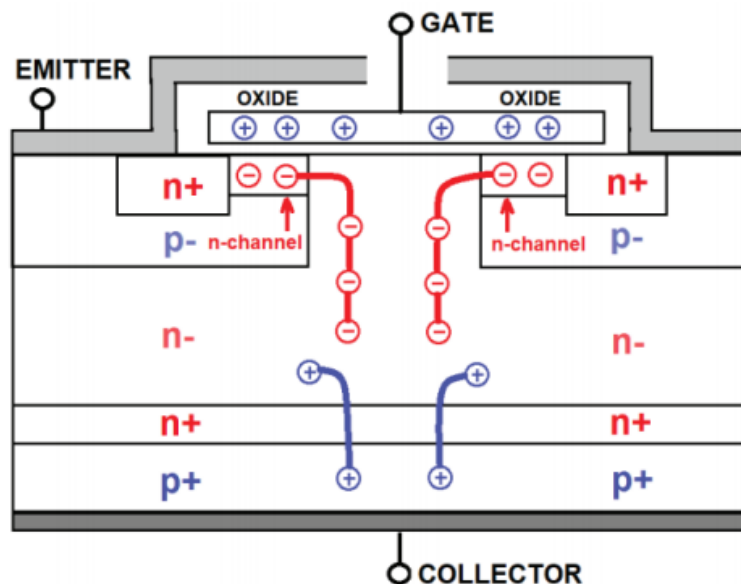 GATE
EMITTER
OXIDE OXIDE
+ + + + + +
n+ − − − − n+
p- n-channel n-channel p-
− −
− −
n- − − n-
+ +
n+ n+
p+ + + p+
COLLECTOR